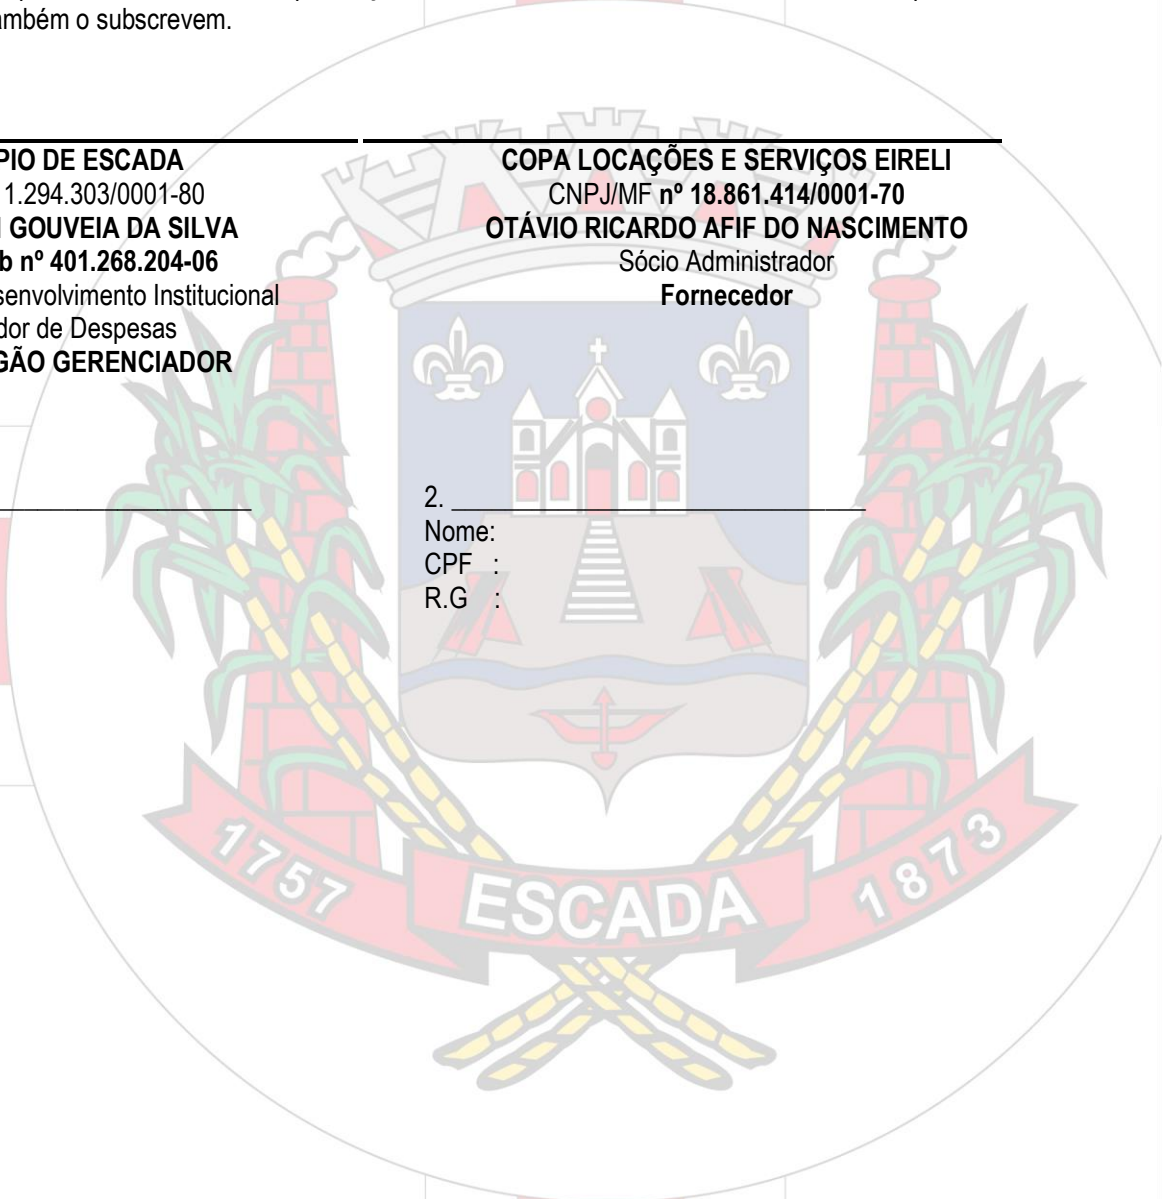 ambém o subscrevem.
PIO DE ESCADA
1.294.303/0001-80
GOUVEIA DA SILVA
b nº 401.268.204-06
senvolvimento Institucional
dor de Despesas
GÃO GERENCIADOR
COPA LOCAÇÕES E SERVIÇOS EIRELI
CNPJ/MF nº 18.861.414/0001-70
OTÁVIO RICARDO AFIF DO NASCIMENTO
Sócio Administrador
Fornecedor
2. ______________________________
Nome:
CPF :
R.G :
1757
ESCADA
1873